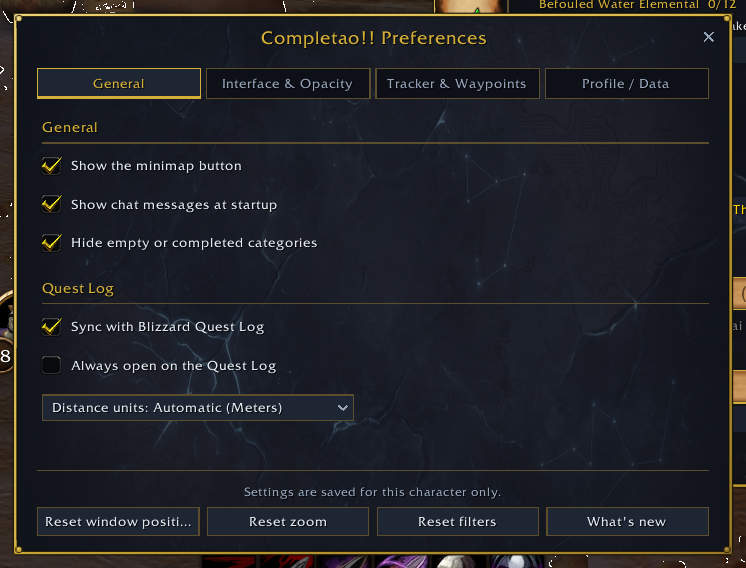 Befouled Water Elemental 0/12
Completao!! Preferences
General
Interface & Opacity
Tracker & Waypoints
Profile / Data
General
Show the minimap button
Show chat messages at startup
Hide empty or completed categories
Quest Log
Sync with Blizzard Quest Log
8
Always open on the Quest Log
Distance units: Automatic (Meters)
Settings are saved for this character only.
Reset window positi...
Reset zoom
Reset filters
What's new